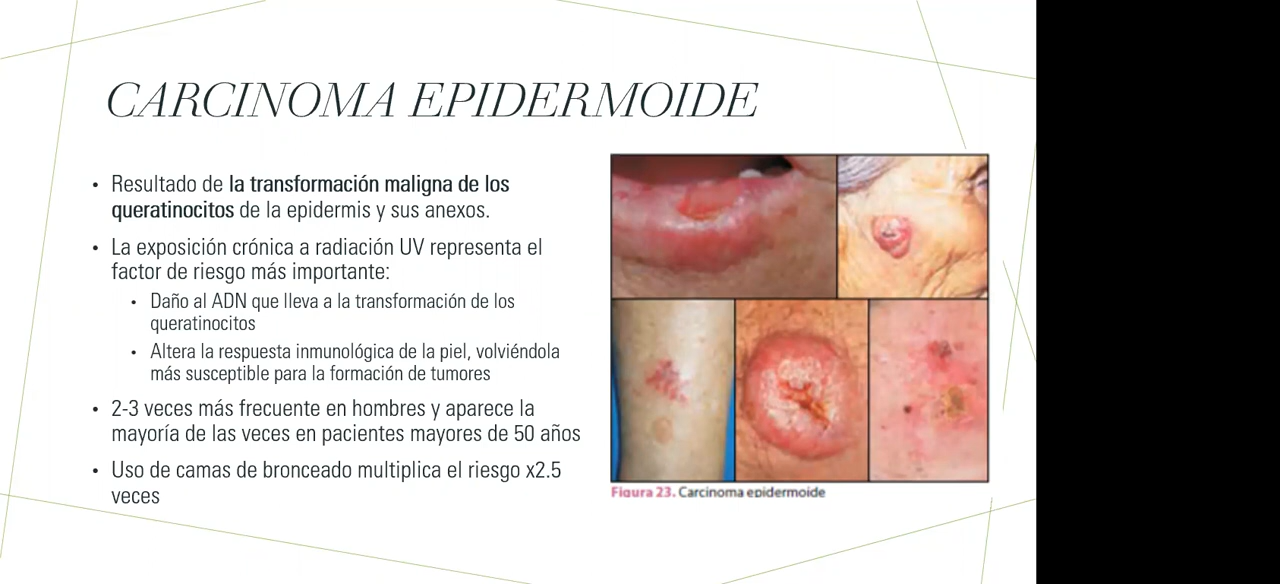 CARCINOMA EPIDERMOIDE
• Resultado de la transformación maligna de los
queratinocitos de la epidermis y sus anexos.
• La exposición crónica a radiación UV representa el
factor de riesgo más importante:
• Daño al ADN que lleva a la transformación de los
queratinocitos
• Altera la respuesta inmunológica de la piel, volviéndola
más susceptible para la formación de tumores
• 2-3 veces más frecuente en hombres y aparece la
mayoría de las veces en pacientes mayores de 50 años
• Uso de camas de bronceado multiplica el riesgo x2.5
veces
Figura 23. Carcinoma epidermoide